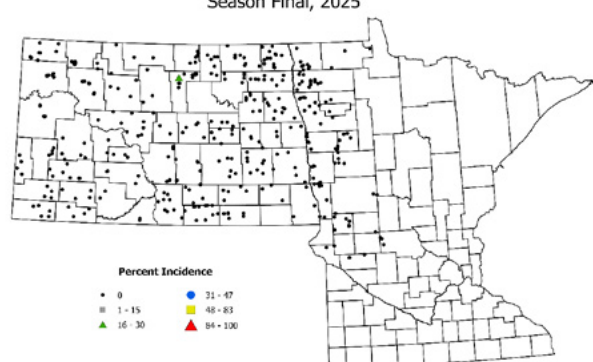 Season Final, 2025
Percent Incidence
0
1 - 15
16 - 30
31 - 47
48 - 83
84 - 100